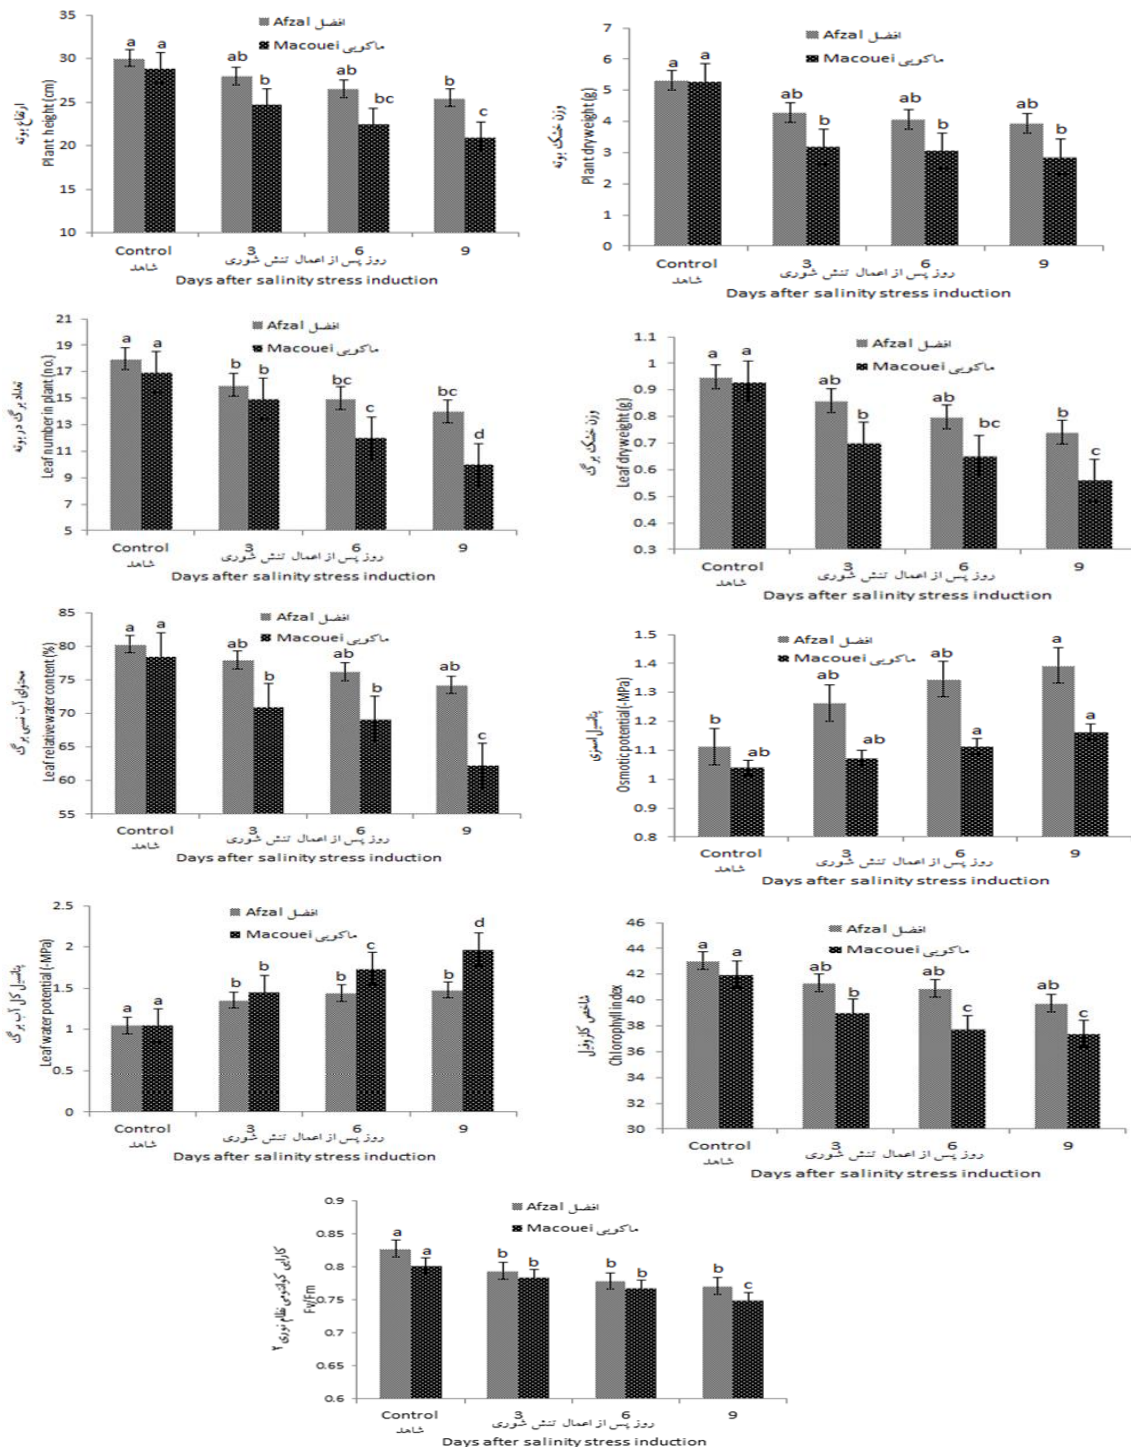 افضل Afzal
ماکویی Macouei
ارتفاع بوته
Plant height (cm)
35
30
25
20
15
10
a a ab b ab bc b c
Control 3 6 9
شاهد روز پس از اعمال تنش شوری
Days after salinity stress induction
افضل Afzal
ماکویی Macouei
وزن خشک بوته
Plant dryweight (g)
7
6
5
4
3
2
1
0
a a ab b ab b ab b
Control 3 6 9
شاهد روز پس از اعمال تنش شوری
Days after salinity stress induction
افضل Afzal
ماکویی Macouei
تعداد برگ در بوته
Leaf number in plant (no.)
21
19
17
15
13
11
9
7
5
a a b b bc c bc d
Control 3 6 9
شاهد روز پس از اعمال تنش شوری
Days after salinity stress induction
افضل Afzal
ماکویی Macouei
وزن خشک برگ
Leaf dryweight (g)
1.1
1
0.9
0.8
0.7
0.6
0.5
0.4
0.3
a a ab b ab bc b c
Control 3 6 9
شاهد روز پس از اعمال تنش شوری
Days after salinity stress induction
افضل Afzal
ماکویی Macouei
محتوای آب نسبی برگ
Leaf relative water content (%)
85
80
75
70
65
60
55
a a ab b ab b ab c
Control 3 6 9
شاهد روز پس از اعمال تنش شوری
Days after salinity stress induction
افضل Afzal
ماکویی Macouei
پتانسیل اسمزی
Osmotic potential (-MPa)
1.5
1.4
1.3
1.2
1.1
1
0.9
0.8
b ab ab ab ab a a a
Control 3 6 9
شاهد روز پس از اعمال تنش شوری
Days after salinity stress induction
افضل Afzal
ماکویی Macouei
پتانسیل کل آب برگ
Leaf water potential (-MPa)
2.5
2
1.5
1
0.5
0
a a b b b c b d
Control 3 6 9
شاهد روز پس از اعمال تنش شوری
Days after salinity stress induction
افضل Afzal
ماکویی Macouei
شاخص کلروفیل
Chlorophyll index
46
44
42
40
38
36
34
32
30
a a ab b ab c ab c
Control 3 6 9
شاهد روز پس از اعمال تنش شوری
Days after salinity stress induction
افضل Afzal
ماکویی Macouei
کارایی کوانتومی نظام نوری ۲
Fv/Fm
0.9
0.85
0.8
0.75
0.7
0.65
0.6
a a b b b b b c
Control 3 6 9
شاهد روز پس از اعمال تنش شوری
Days after salinity stress induction